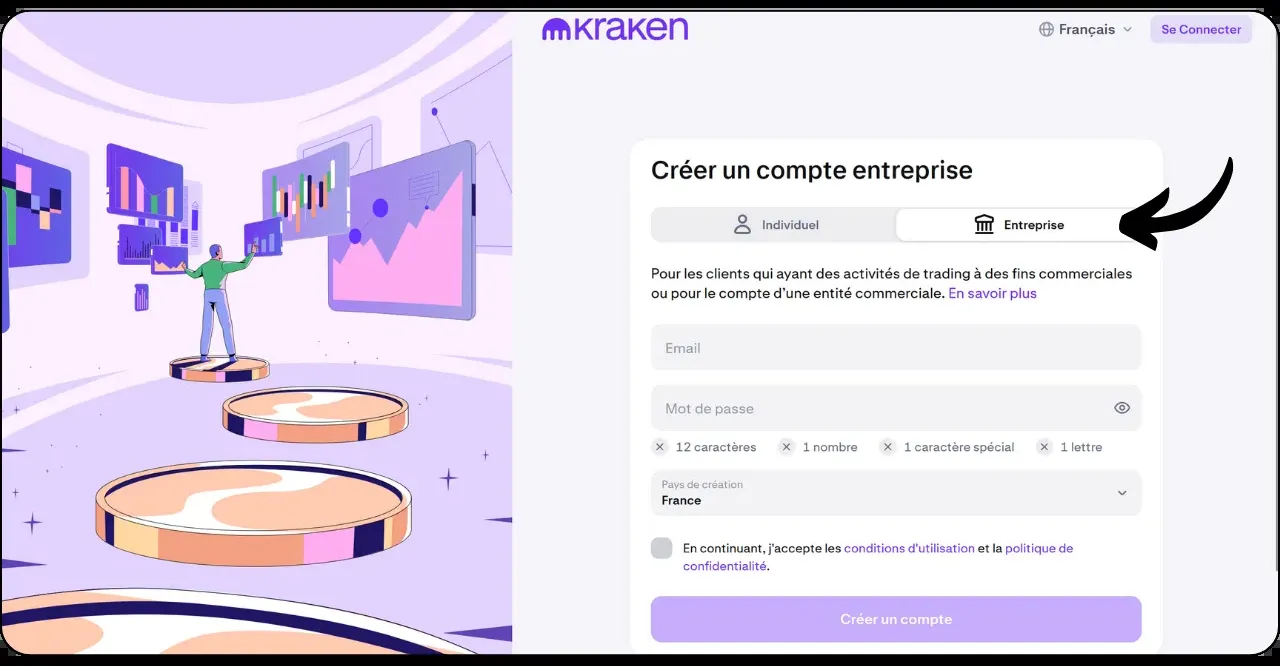 kraken
Français
Se Connecter
Créer un compte entreprise
Individuel
Entreprise
Pour les clients qui ayant des activités de trading à des fins commerciales
ou pour le compte d'une entité commerciale. En savoir plus
Email
Mot de passe
12 caractères
1 nombre
1 caractère spécial
1 lettre
Pays de création
France
En continuant, j'accepte les conditions d'utilisation et la politique de
confidentialité.
Créer un compte